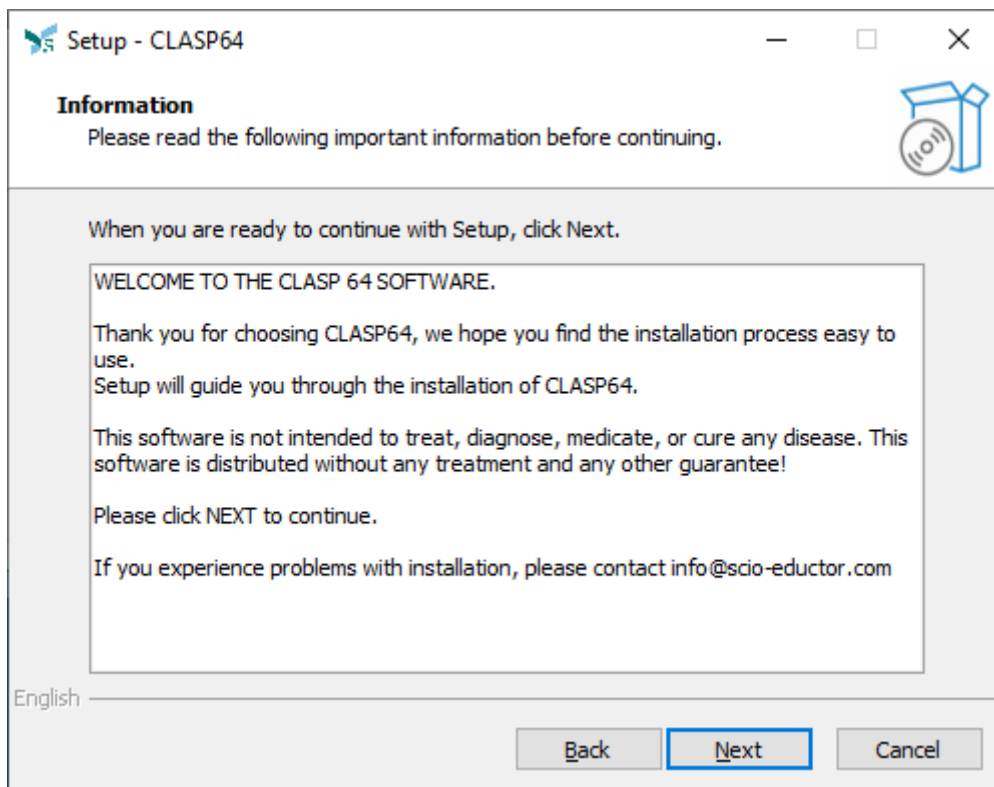 Setup - CLASP64
Information
Please read the following important information before continuing.
When you are ready to continue with Setup, click Next.
WELCOME TO THE CLASP 64 SOFTWARE.
Thank you for choosing CLASP64, we hope you find the installation process easy to
use.
Setup will guide you through the installation of CLASP64.
This software is not intended to treat, diagnose, medicate, or cure any disease. This
software is distributed without any treatment and any other guarantee!
Please click NEXT to continue.
If you experience problems with installation, please contact info@scio-eductor.com
English
Back
Next
Cancel